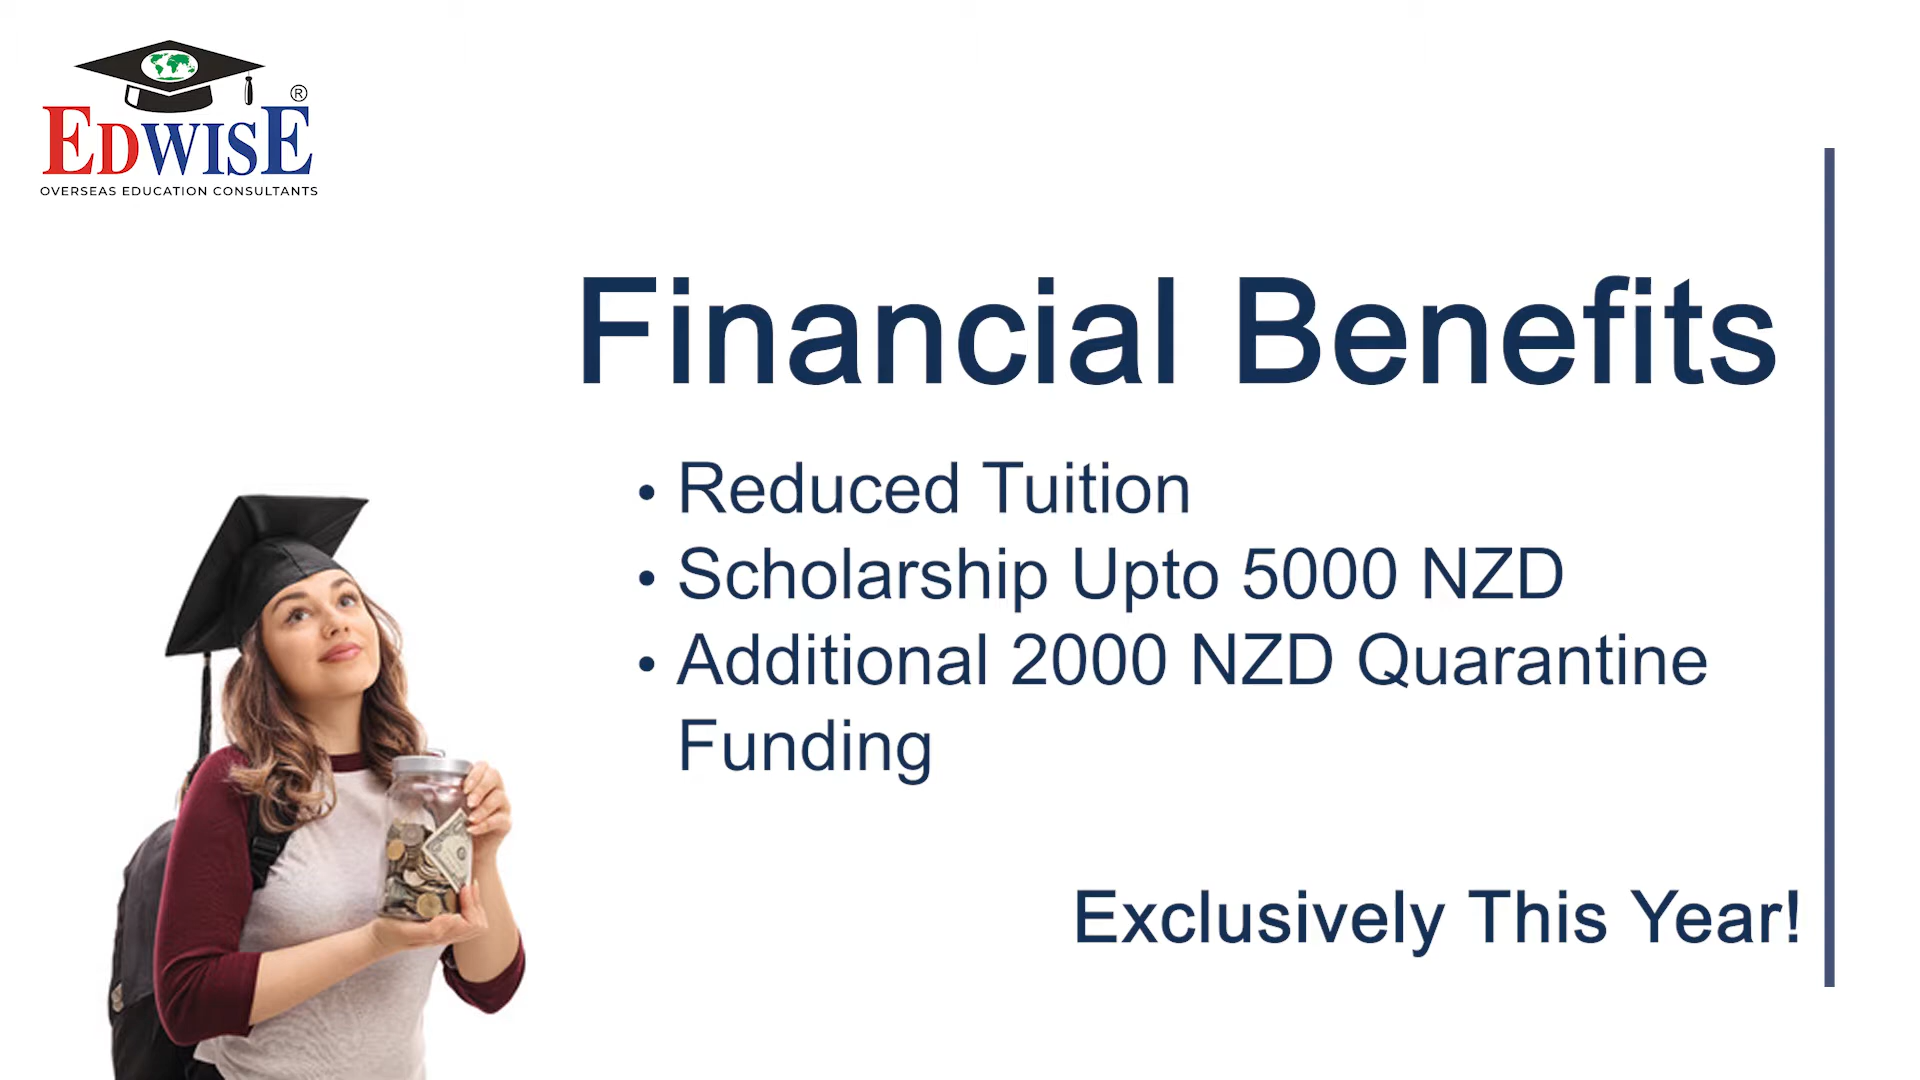 ®
EDWISE
OVERSEAS EDUCATION CONSULTANTS
Financial Benefits
• Reduced Tuition
• Scholarship Upto 5000 NZD
• Additional 2000 NZD Quarantine
Funding
Exclusively This Year!